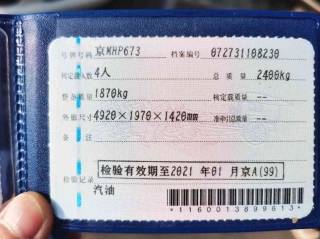 号牌号码 京MHP673 档案编号 072731108230
核定载人数 4人 总质量 2400kg
整备质量 1870kg 核定载质量 --
外廓尺寸 4920×1970×1420mm 准牵引总质量 --
备注
检验有效期至2021年01月京A(99)
检验记录
汽油
*1160013899613*